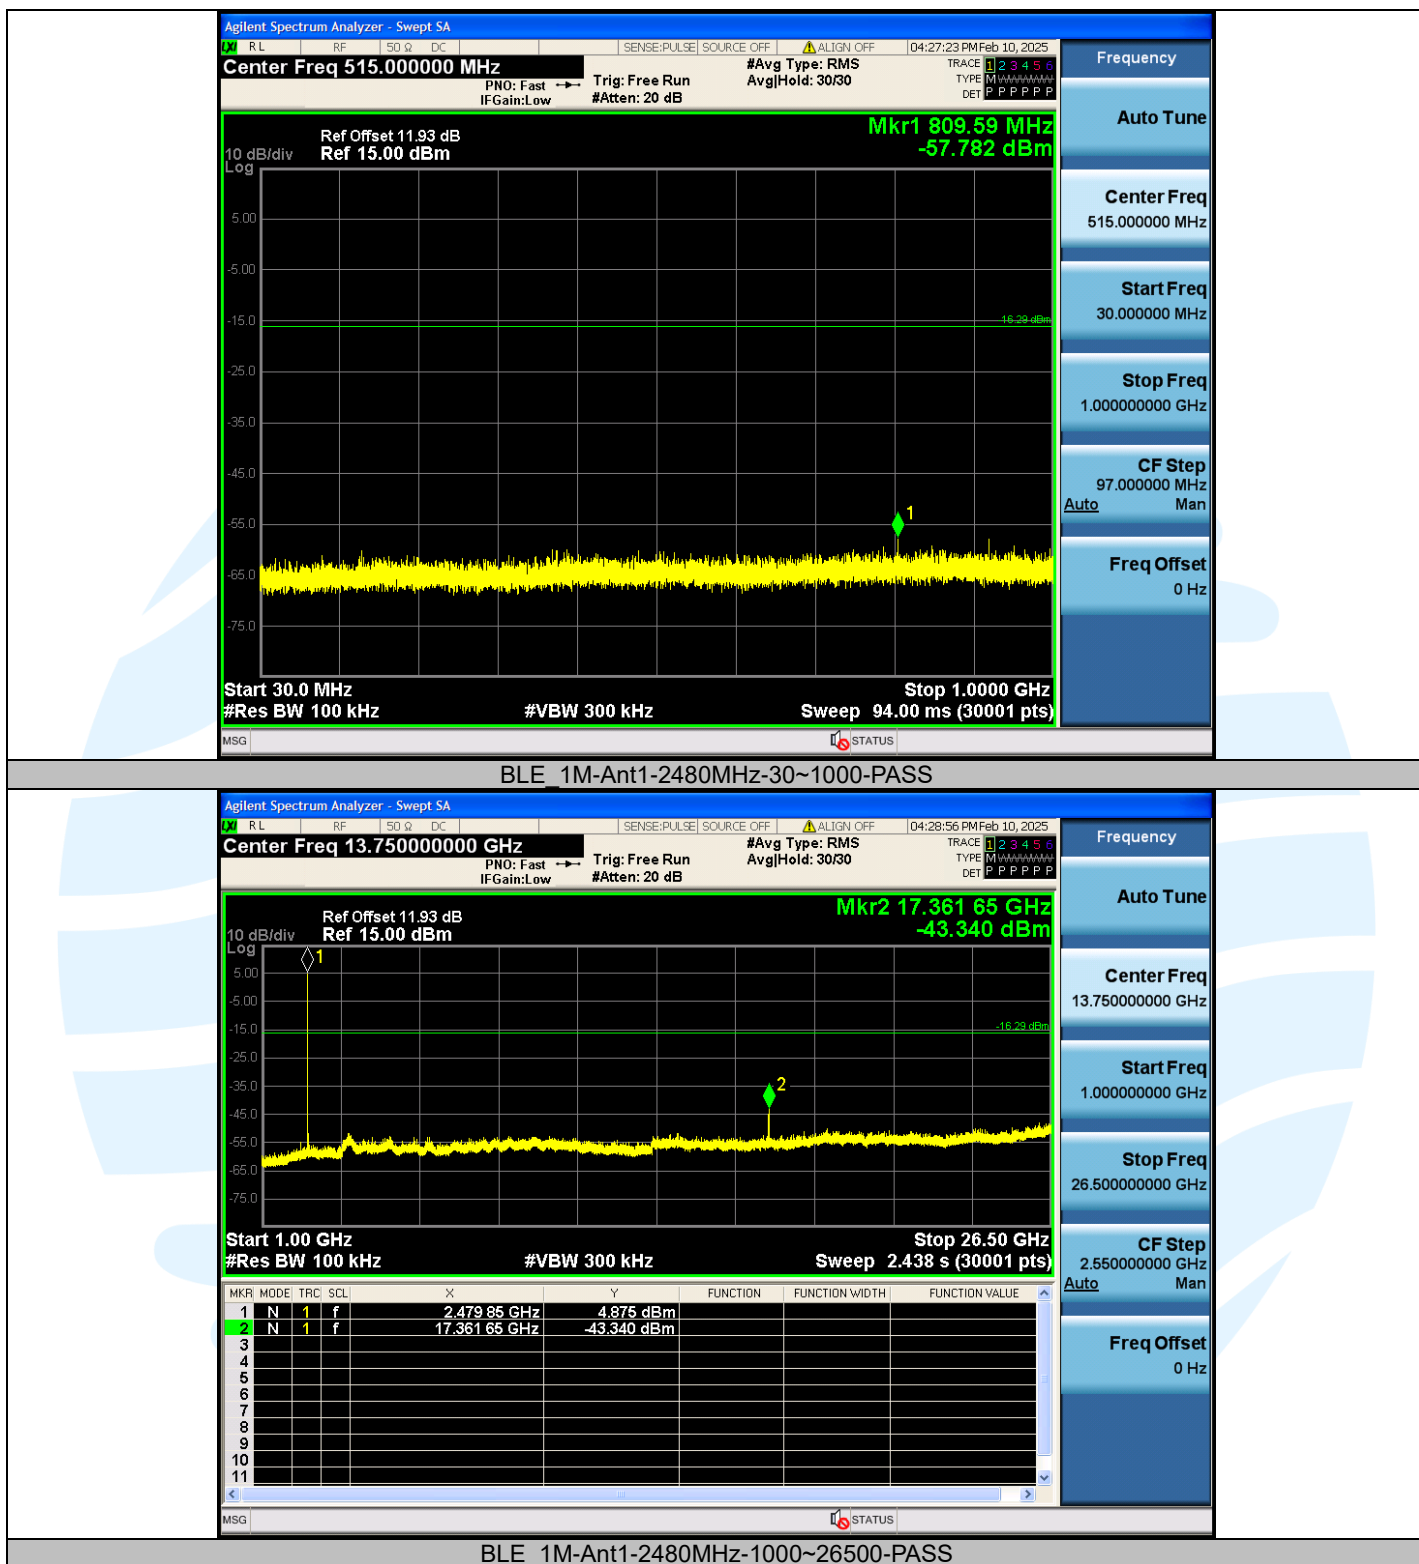 Agilent Spectrum Analyzer - Swept SA
LXI RL RF 50 Ω DC SENSE:PULSE SOURCE OFF ALIGN OFF 04:27:23 PM Feb 10, 2025
Center Freq 515.000000 MHz
PNO: Fast
IFGain:Low
Trig: Free Run
#Atten: 20 dB
#Avg Type: RMS
Avg|Hold: 30/30
TRACE 1 2 3 4 5 6
TYPE M
DET P P P P P P
Ref Offset 11.93 dB
10 dB/div Ref 15.00 dBm
Log
Mkr1 809.59 MHz
-57.782 dBm
5.00
-5.00
-15.0
-16.29 dBm
-25.0
-35.0
-45.0
1
-55.0
-65.0
-75.0
Start 30.0 MHz Stop 1.0000 GHz
#Res BW 100 kHz #VBW 300 kHz Sweep 94.00 ms (30001 pts)
MSG STATUS
Frequency
Auto Tune
Center Freq
515.000000 MHz
Start Freq
30.000000 MHz
Stop Freq
1.000000000 GHz
CF Step
97.000000 MHz
Auto Man
Freq Offset
0 Hz
BLE_1M-Ant1-2480MHz-30~1000-PASS
Agilent Spectrum Analyzer - Swept SA
LXI RL RF 50 Ω DC SENSE:PULSE SOURCE OFF ALIGN OFF 04:28:56 PM Feb 10, 2025
Center Freq 13.750000000 GHz
PNO: Fast
IFGain:Low
Trig: Free Run
#Atten: 20 dB
#Avg Type: RMS
Avg|Hold: 30/30
TRACE 1 2 3 4 5 6
TYPE M
DET P P P P P P
Ref Offset 11.93 dB
10 dB/div Ref 15.00 dBm
Log
Mkr2 17.361 65 GHz
-43.340 dBm
1
5.00
-5.00
-15.0
-16.29 dBm
-25.0
-35.0
2
-45.0
-55.0
-65.0
-75.0
Start 1.00 GHz Stop 26.50 GHz
#Res BW 100 kHz #VBW 300 kHz Sweep 2.438 s (30001 pts)
MKR MODE TRC SCL X Y FUNCTION FUNCTION WIDTH FUNCTION VALUE
1 N 1 f 2.479 85 GHz 4.875 dBm
2 N 1 f 17.361 65 GHz -43.340 dBm
3
4
5
6
7
8
9
10
11
MSG STATUS
Frequency
Auto Tune
Center Freq
13.750000000 GHz
Start Freq
1.000000000 GHz
Stop Freq
26.500000000 GHz
CF Step
2.550000000 GHz
Auto Man
Freq Offset
0 Hz
BLE_1M-Ant1-2480MHz-1000~26500-PASS